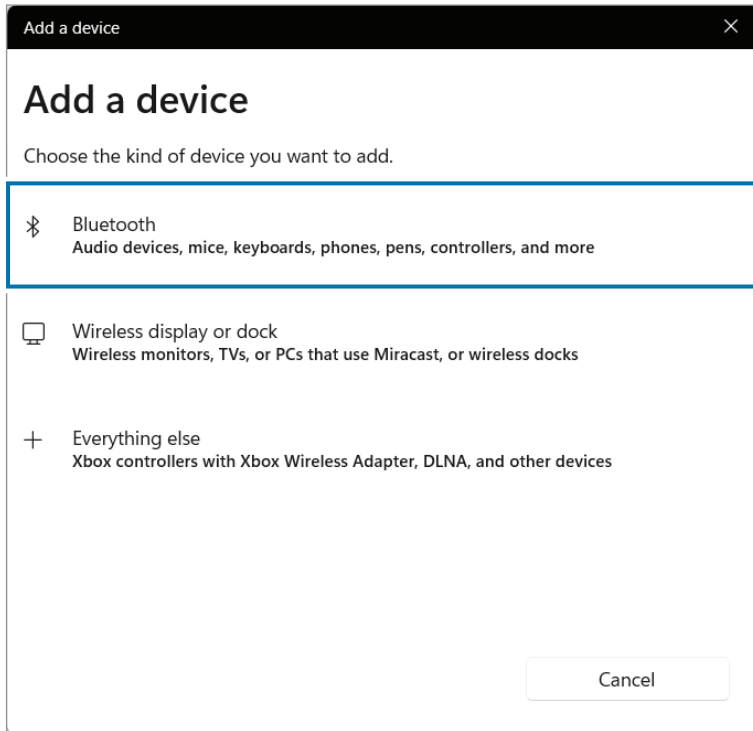 Add a device
Add a device
Choose the kind of device you want to add.
Bluetooth
Audio devices, mice, keyboards, phones, pens, controllers, and more
Wireless display or dock
Wireless monitors, TVs, or PCs that use Miracast, or wireless docks
Everything else
Xbox controllers with Xbox Wireless Adapter, DLNA, and other devices
Cancel